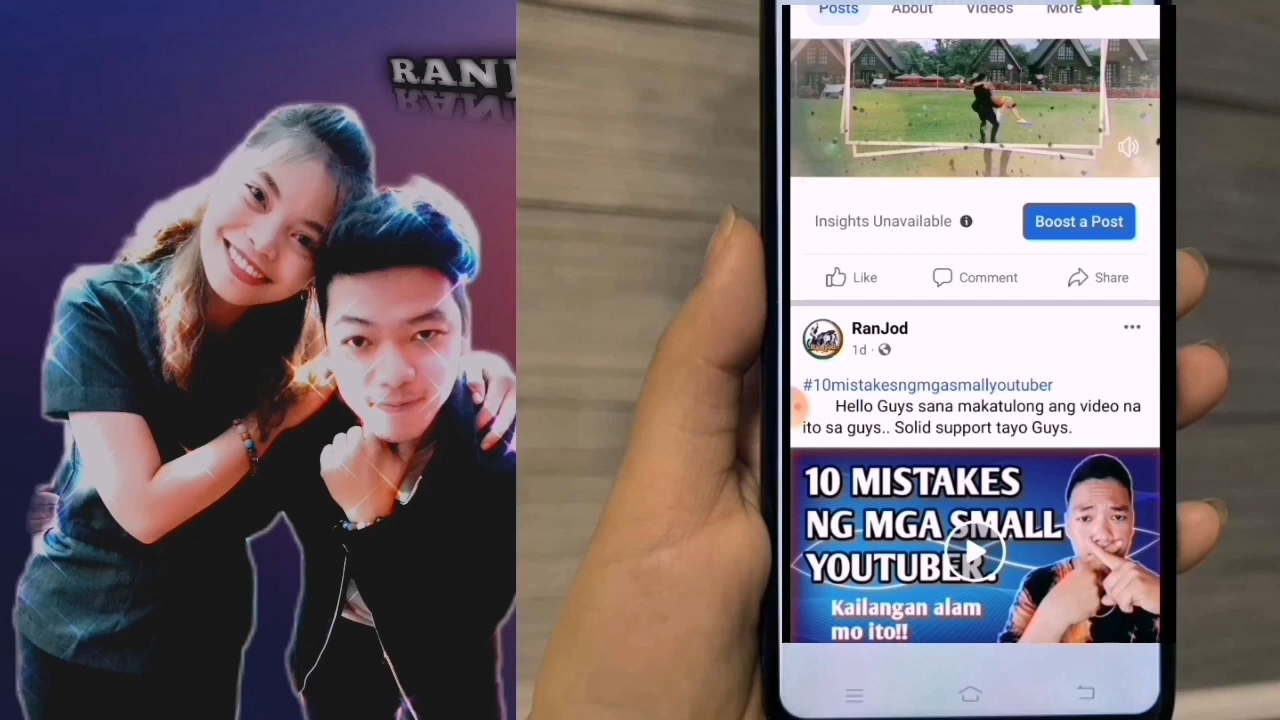 RANJ
Posts About Videos More
Insights Unavailable
Boost a Post
Like Comment Share
RanJod
1d
#10mistakesngmgasmallyoutuber
Hello Guys sana makatulong ang video na
ito sa guys.. Solid support tayo Guys.
10 MISTAKES
NG MGA SMALL
YOUTUBER.
Kailangan alam
mo ito!!